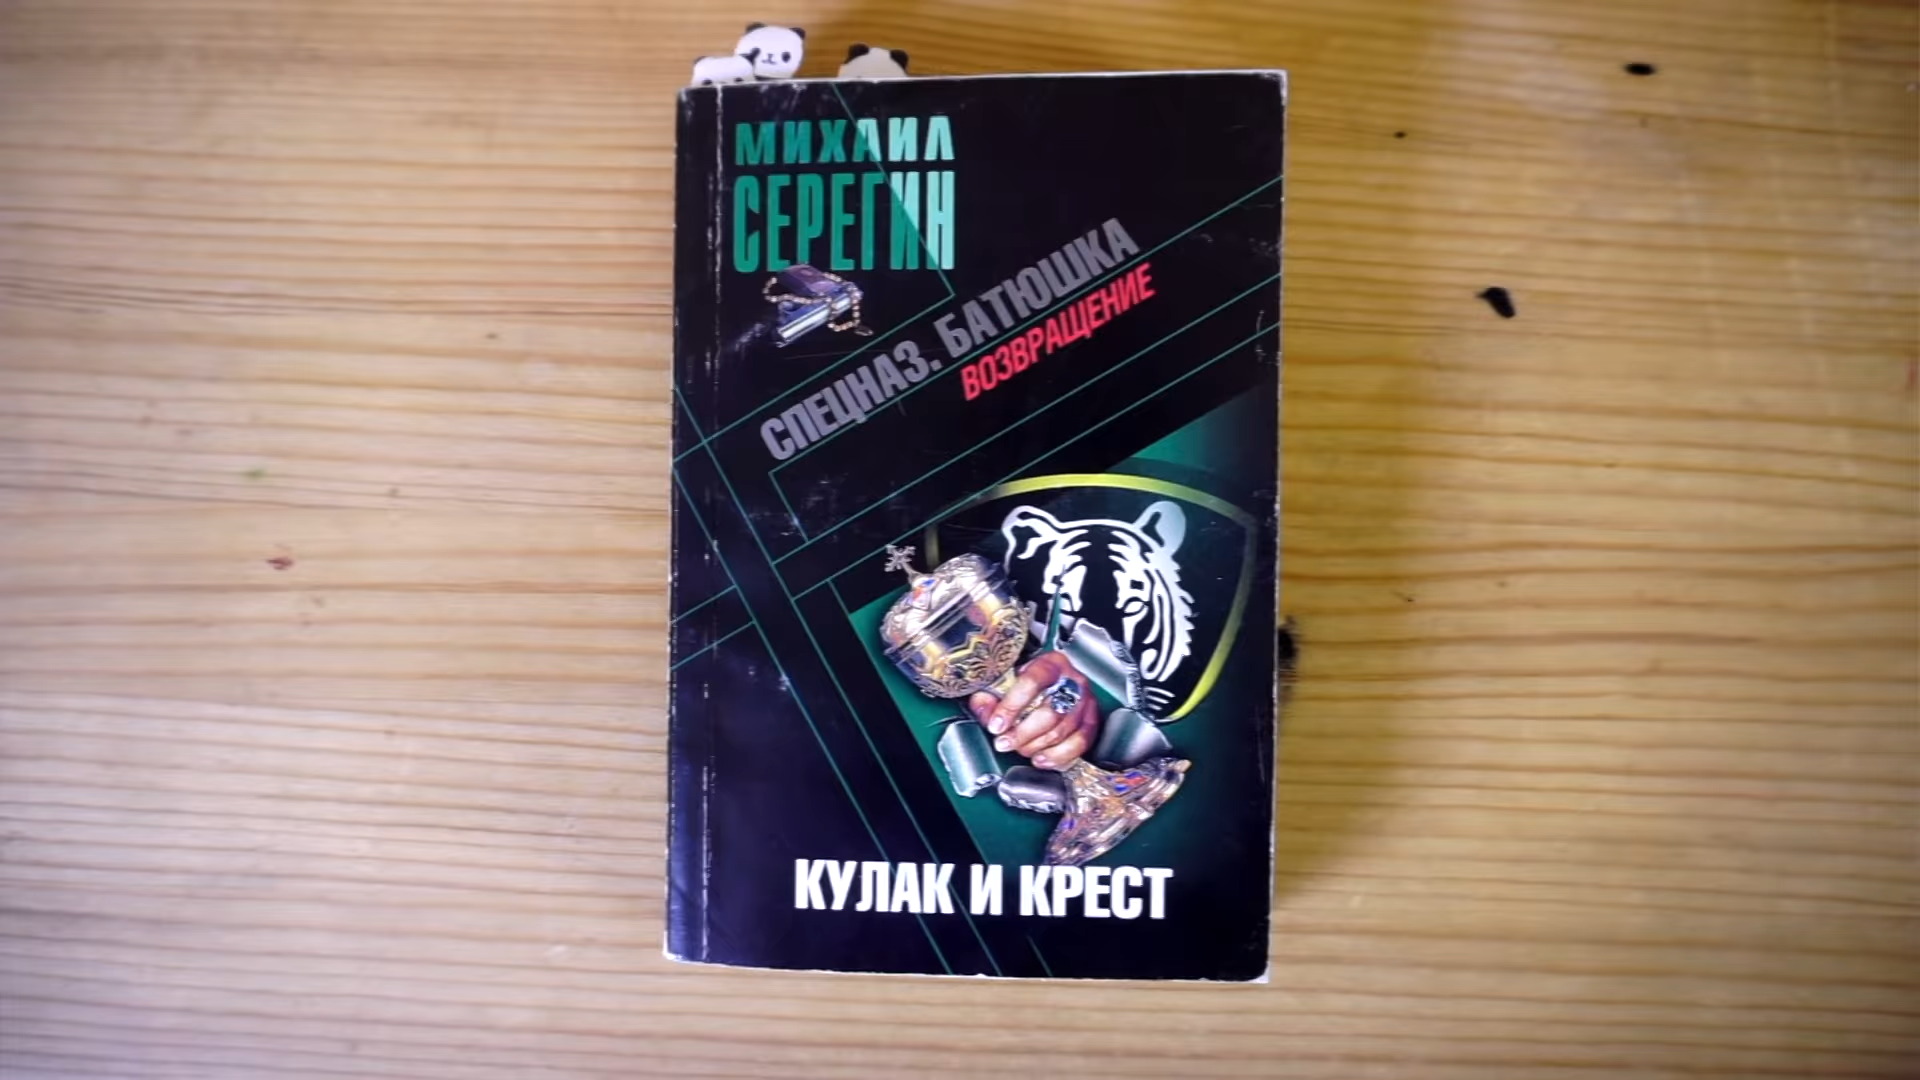 МИХАИЛ
СЕРЕГИН
СПЕЦНАЗ. БАТЮШКА
ВОЗВРАЩЕНИЕ
КУЛАК И КРЕСТ